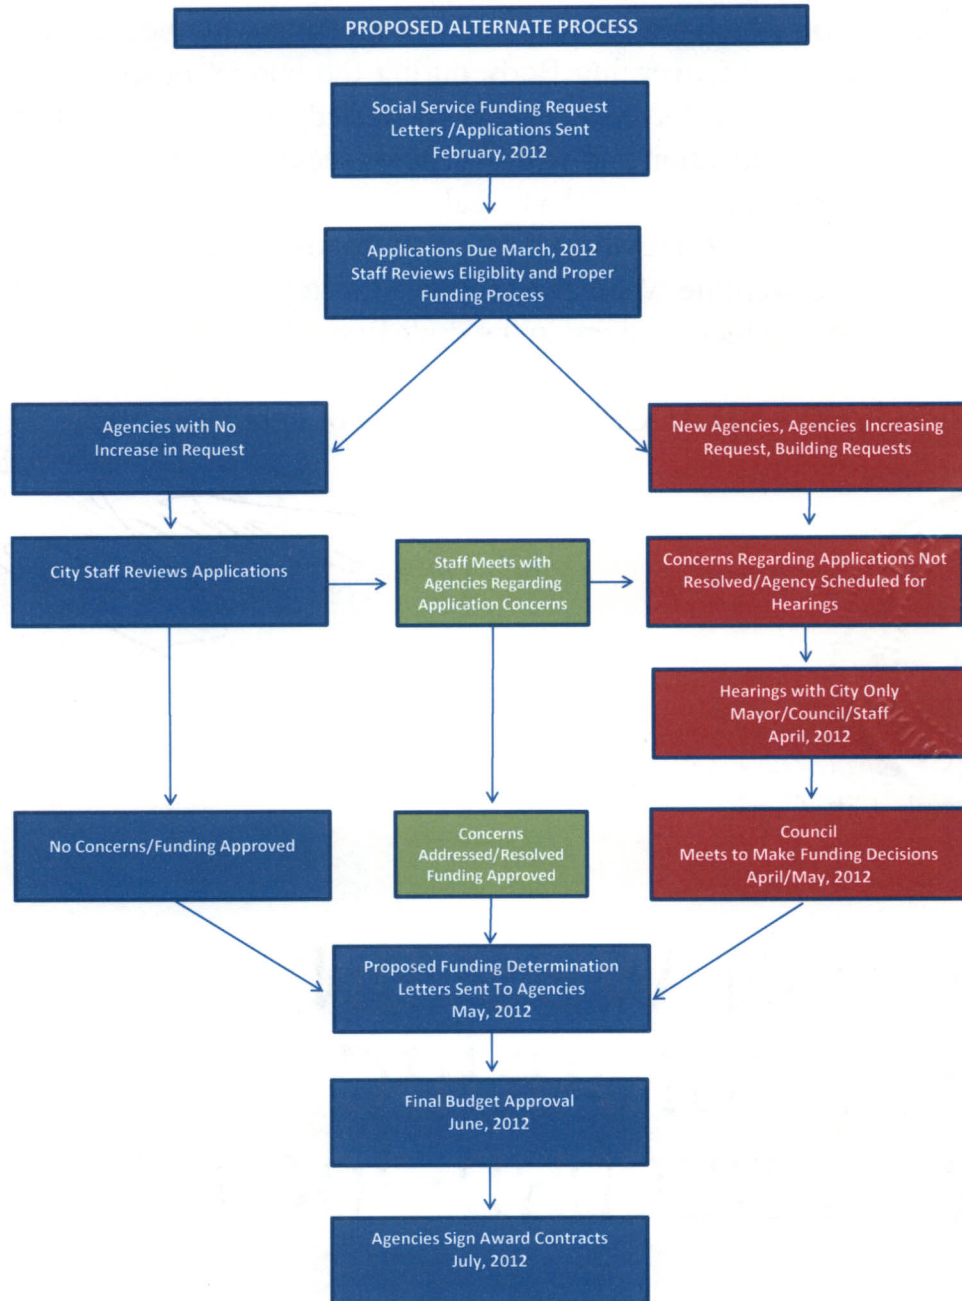 PROPOSED ALTERNATE PROCESS
Social Service Funding Request
Letters /Applications Sent
February, 2012
Applications Due March, 2012
Staff Reviews Eligiblity and Proper
Funding Process
Agencies with No
Increase in Request
New Agencies, Agencies Increasing
Request, Building Requests
City Staff Reviews Applications
Staff Meets with
Agencies Regarding
Application Concerns
Concerns Regarding Applications Not
Resolved/Agency Scheduled for
Hearings
Hearings with City Only
Mayor/Council/Staff
April, 2012
No Concerns/Funding Approved
Concerns
Addressed/Resolved
Funding Approved
Council
Meets to Make Funding Decisions
April/May, 2012
Proposed Funding Determination
Letters Sent To Agencies
May, 2012
Final Budget Approval
June, 2012
Agencies Sign Award Contracts
July, 2012